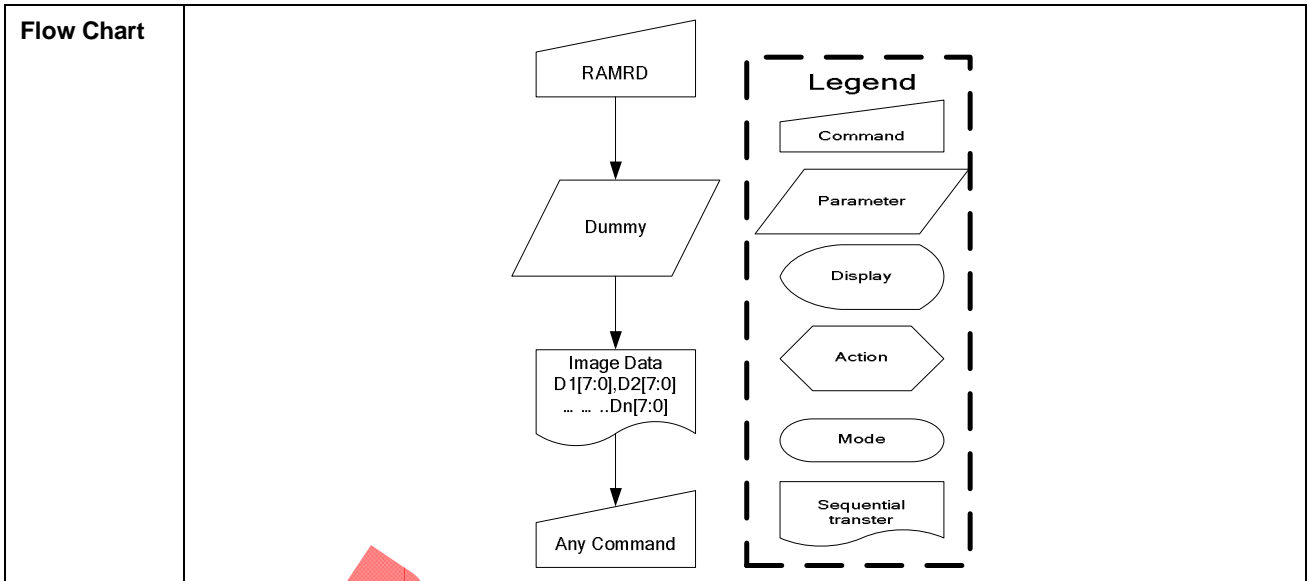 Flow Chart
RAMRD
Dummy
Image Data
D1[7:0],D2[7:0]
... ... ..Dn[7:0]
Any Command
Legend
Command
Parameter
Display
Action
Mode
Sequential
transter